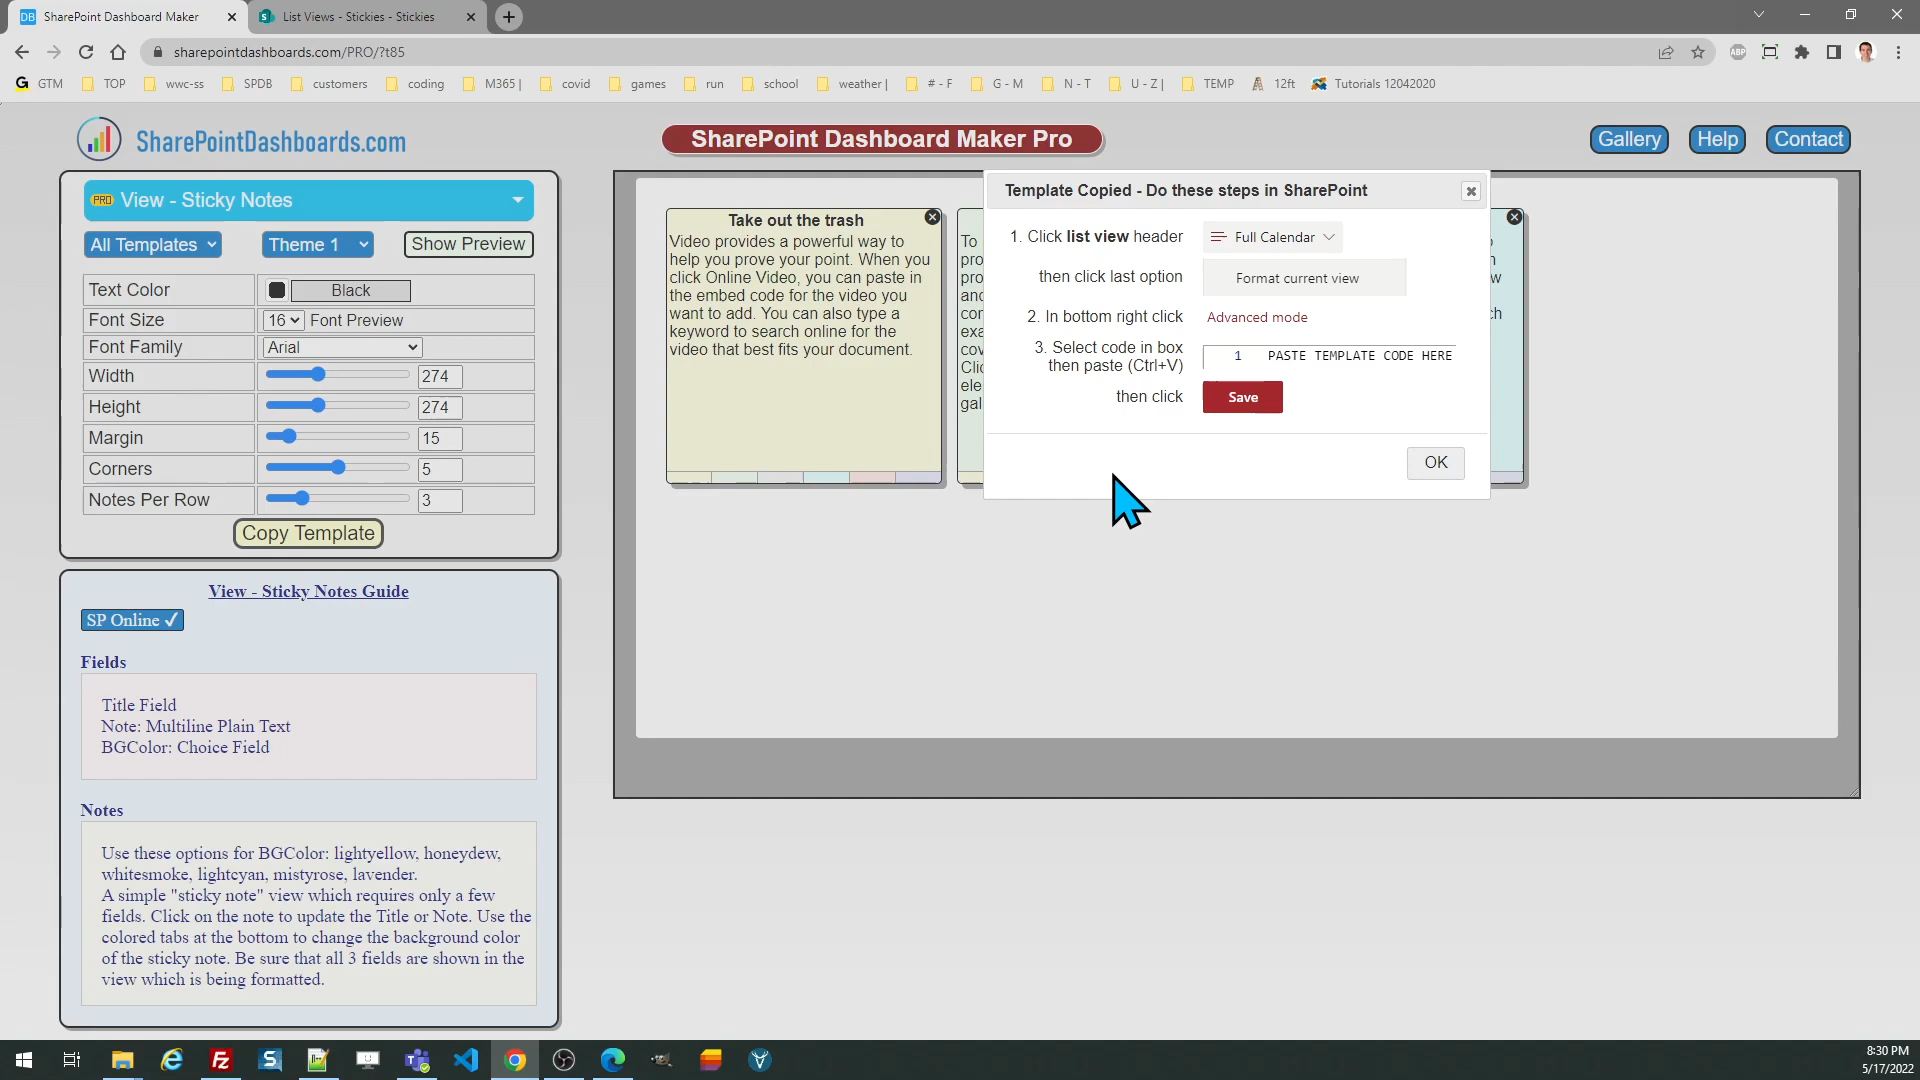 SharePoint Dashboard Maker
List Views - Stickies - Stickies
sharepointdashboards.com/PRO/?t85
GTM TOP wwc-ss SPDB customers coding M365 | covid games run school weather | # - F G - M N - T U - Z | TEMP 12ft Tutorials 12042020
SharePointDashboards.com
SharePoint Dashboard Maker Pro
Gallery Help Contact
PRO View - Sticky Notes
All Templates Theme 1 Show Preview
Text Color Black
Font Size 16 Font Preview
Font Family Arial
Width 274
Height 274
Margin 15
Corners 5
Notes Per Row 3
Copy Template
View - Sticky Notes Guide
SP Online ✓
Fields
Title Field
Note: Multiline Plain Text
BGColor: Choice Field
Notes
Use these options for BGColor: lightyellow, honeydew,
whitesmoke, lightcyan, mistyrose, lavender.
A simple "sticky note" view which requires only a few
fields. Click on the note to update the Title or Note. Use the
colored tabs at the bottom to change the background color
of the sticky note. Be sure that all 3 fields are shown in the
view which is being formatted.
Take out the trash
Video provides a powerful way to
help you prove your point. When you
click Online Video, you can paste in
the embed code for the video you
want to add. You can also type a
keyword to search online for the
video that best fits your document.
To
Template Copied - Do these steps in SharePoint
1. Click list view header Full Calendar
then click last option Format current view
2. In bottom right click Advanced mode
3. Select code in box
then paste (Ctrl+V)
1 PASTE TEMPLATE CODE HERE
then click Save
OK
8:30 PM
5/17/2022